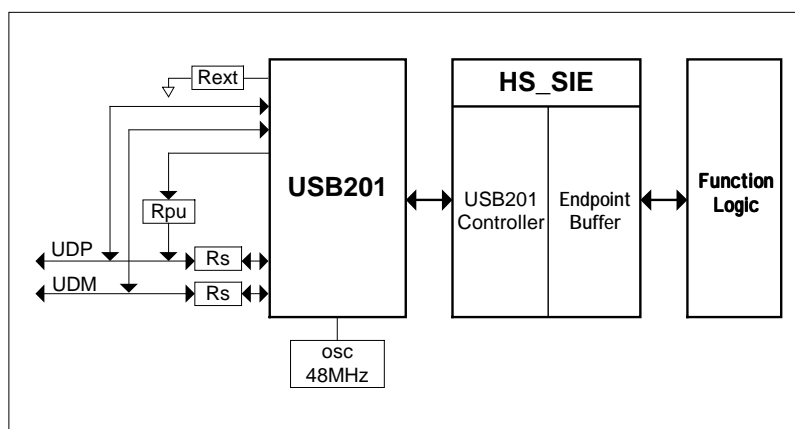 Rext
HS_SIE
USB201
USB201
Controller
Endpoint
Buffer
Function
Logic
Rpu
UDP
Rs
UDM
Rs
osc
48MHz